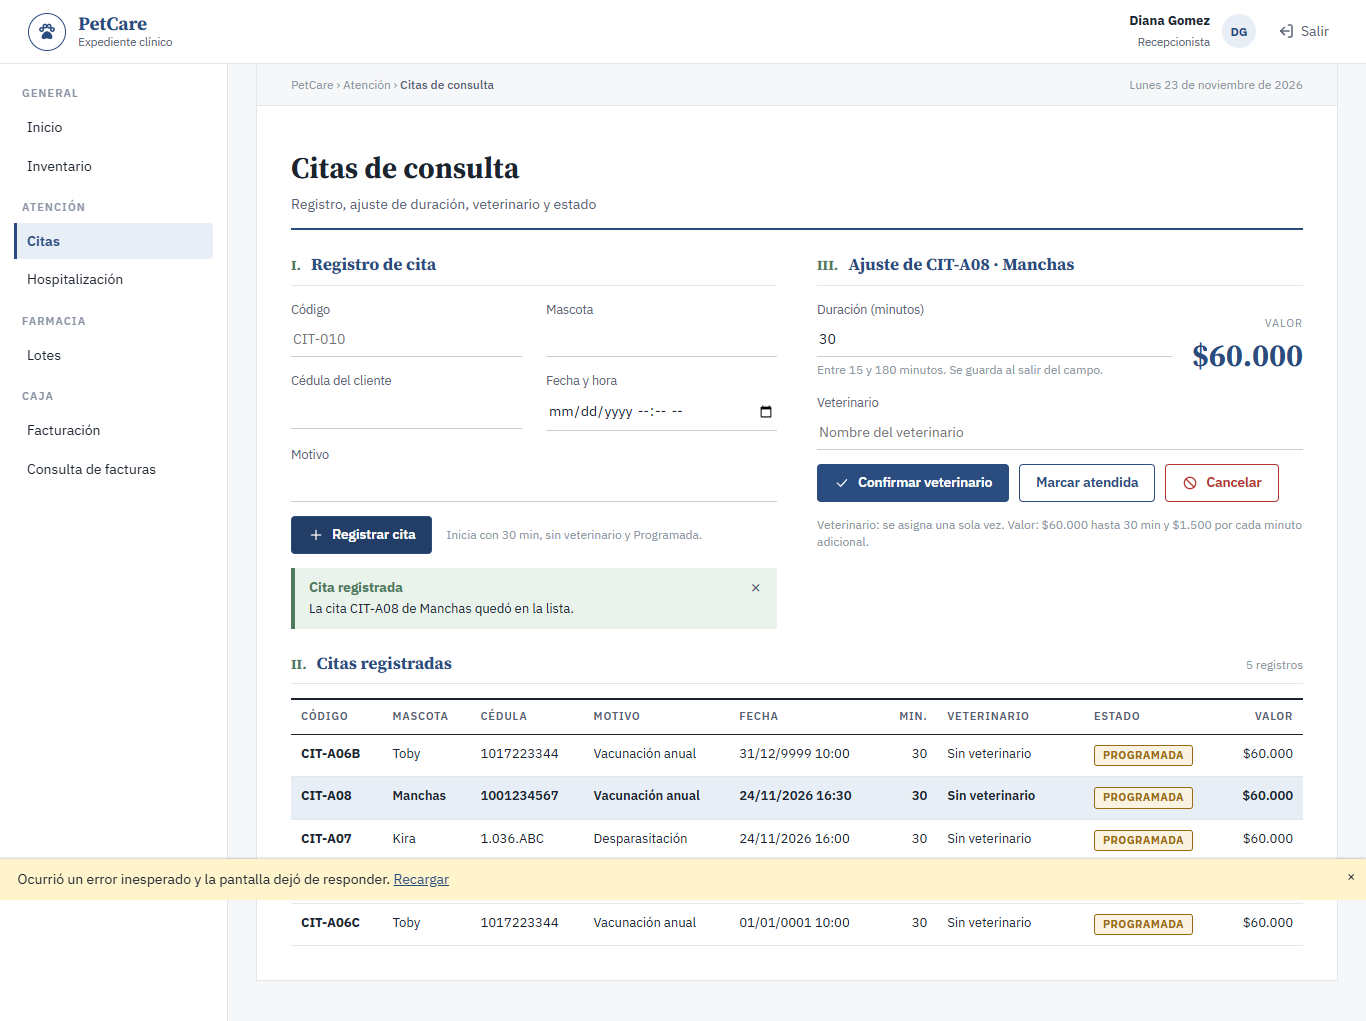 PetCare
Expediente clínico
Diana Gomez
Recepcionista
DG
Salir
GENERAL
Inicio
Inventario
ATENCIÓN
Citas
Hospitalización
FARMACIA
Lotes
CAJA
Facturación
Consulta de facturas
PetCare › Atención › Citas de consulta
Lunes 23 de noviembre de 2026
Citas de consulta
Registro, ajuste de duración, veterinario y estado
I. Registro de cita
Código
Mascota
CIT-010
Cédula del cliente
Fecha y hora
mm/dd/yyyy --:-- --
Motivo
+ Registrar cita
Inicia con 30 min, sin veterinario y Programada.
Cita registrada
×
La cita CIT-A08 de Manchas quedó en la lista.
III. Ajuste de CIT-A08 · Manchas
Duración (minutos)
30
VALOR
$60.000
Entre 15 y 180 minutos. Se guarda al salir del campo.
Veterinario
Nombre del veterinario
Confirmar veterinario
Marcar atendida
Cancelar
Veterinario: se asigna una sola vez. Valor: $60.000 hasta 30 min y $1.500 por cada minuto
adicional.
II. Citas registradas
5 registros
CÓDIGO MASCOTA CÉDULA MOTIVO FECHA MIN. VETERINARIO ESTADO VALOR
CIT-A06B Toby 1017223344 Vacunación anual 31/12/9999 10:00 30 Sin veterinario PROGRAMADA $60.000
CIT-A08 Manchas 1001234567 Vacunación anual 24/11/2026 16:30 30 Sin veterinario PROGRAMADA $60.000
CIT-A07 Kira 1.036.ABC Desparasitación 24/11/2026 16:00 30 Sin veterinario PROGRAMADA $60.000
Ocurrió un error inesperado y la pantalla dejó de responder. Recargar
×
CIT-A06C Toby 1017223344 Vacunación anual 01/01/0001 10:00 30 Sin veterinario PROGRAMADA $60.000